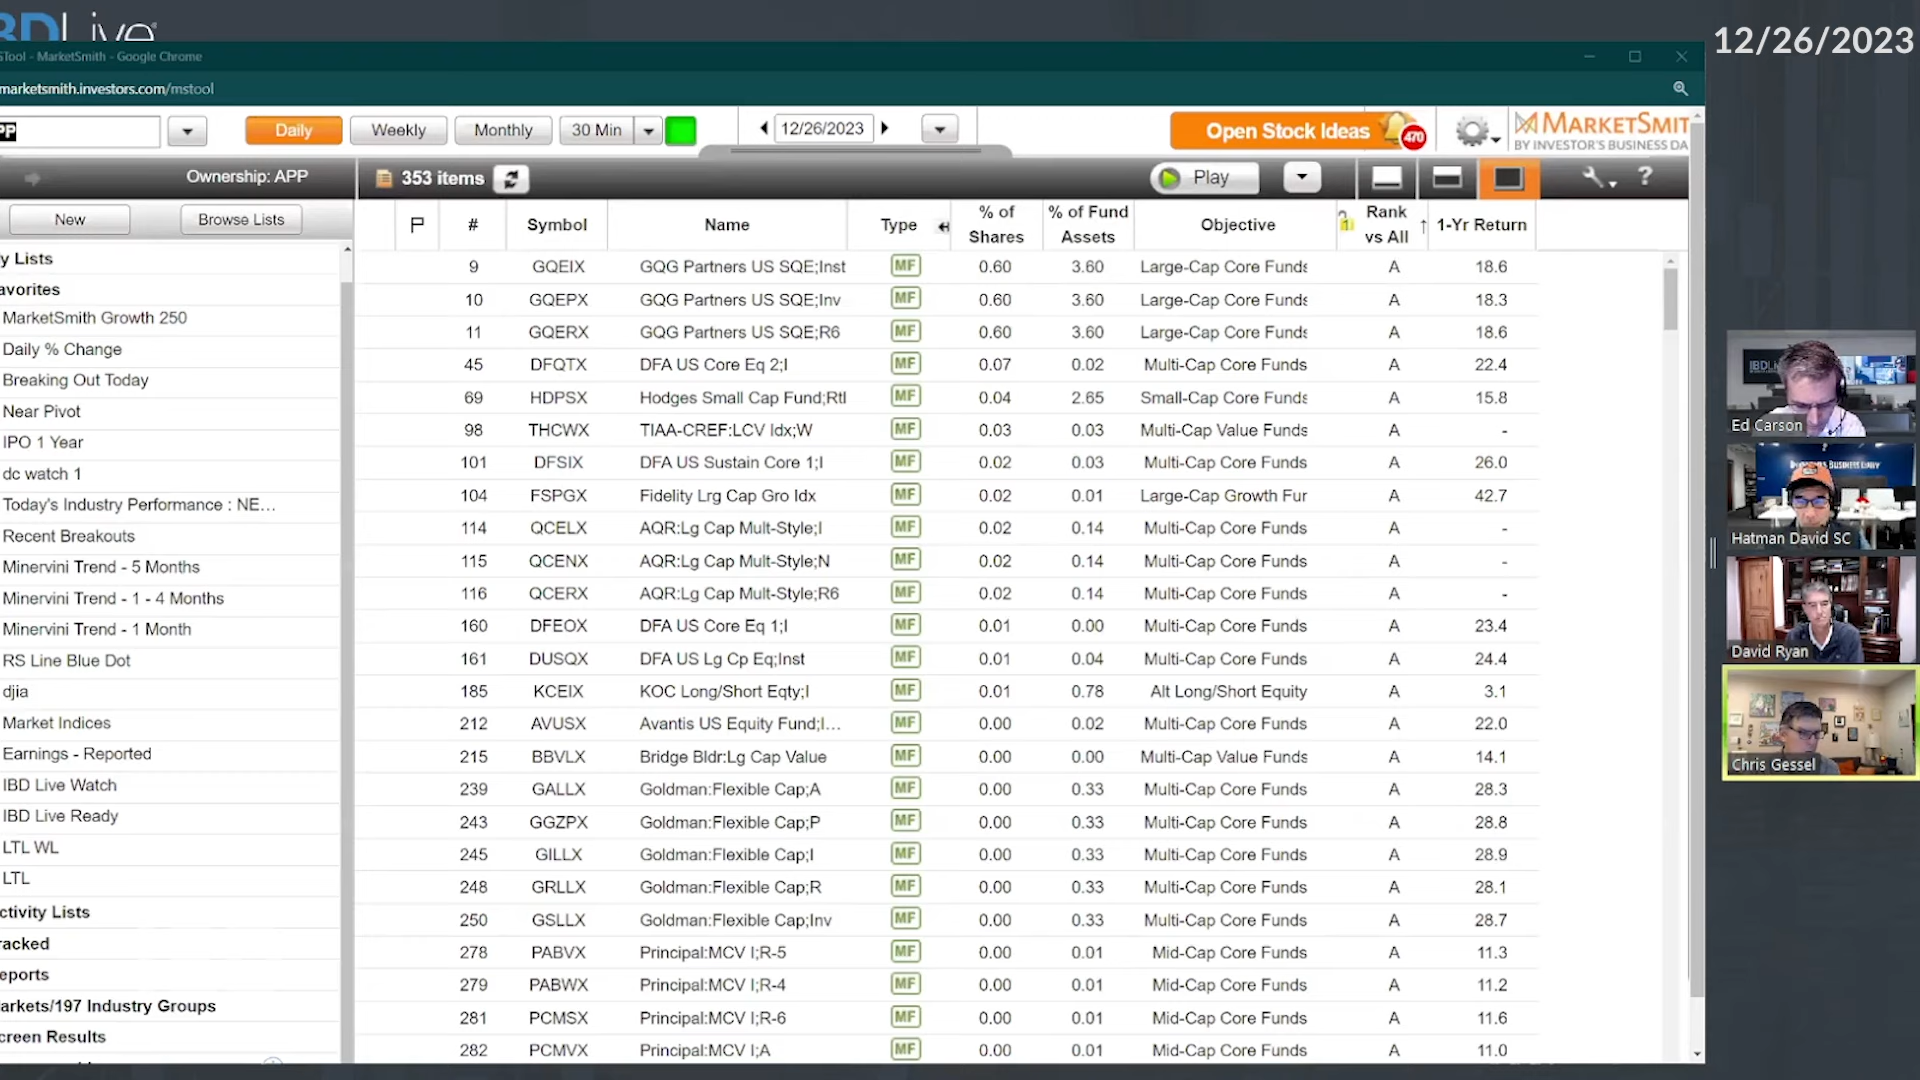 BDLive
12/26/2023
STool - MarketSmith - Google Chrome
marketsmith.investors.com/mstool
PP
Daily
Weekly
Monthly
30 Min
12/26/2023
Open Stock Ideas
470
MARKETSMIT
BY INVESTOR'S BUSINESS DA
Ownership: APP
353 items
Play
?
New
Browse Lists
# Symbol Name Type % of Shares % of Fund Assets Objective 1 Rank vs All 1-Yr Return
y Lists
avorites
MarketSmith Growth 250
Daily % Change
Breaking Out Today
Near Pivot
IPO 1 Year
dc watch 1
Today's Industry Performance : NE...
Recent Breakouts
Minervini Trend - 5 Months
Minervini Trend - 1 - 4 Months
Minervini Trend - 1 Month
RS Line Blue Dot
djia
Market Indices
Earnings - Reported
IBD Live Watch
IBD Live Ready
LTL WL
LTL
ctivity Lists
racked
eports
arkets/197 Industry Groups
creen Results
9 GQEIX GQG Partners US SQE;Inst MF 0.60 3.60 Large-Cap Core Funds A 18.6
10 GQEPX GQG Partners US SQE;Inv MF 0.60 3.60 Large-Cap Core Funds A 18.3
11 GQERX GQG Partners US SQE;R6 MF 0.60 3.60 Large-Cap Core Funds A 18.6
45 DFQTX DFA US Core Eq 2;I MF 0.07 0.02 Multi-Cap Core Funds A 22.4
69 HDPSX Hodges Small Cap Fund;Rtl MF 0.04 2.65 Small-Cap Core Funds A 15.8
98 THCWX TIAA-CREF:LCV Idx;W MF 0.03 0.03 Multi-Cap Value Funds A -
101 DFSIX DFA US Sustain Core 1;I MF 0.02 0.03 Multi-Cap Core Funds A 26.0
104 FSPGX Fidelity Lrg Cap Gro Idx MF 0.02 0.01 Large-Cap Growth Fur A 42.7
114 QCELX AQR:Lg Cap Mult-Style;I MF 0.02 0.14 Multi-Cap Core Funds A -
115 QCENX AQR:Lg Cap Mult-Style;N MF 0.02 0.14 Multi-Cap Core Funds A -
116 QCERX AQR:Lg Cap Mult-Style;R6 MF 0.02 0.14 Multi-Cap Core Funds A -
160 DFEOX DFA US Core Eq 1;I MF 0.01 0.00 Multi-Cap Core Funds A 23.4
161 DUSQX DFA US Lg Cp Eq;Inst MF 0.01 0.04 Multi-Cap Core Funds A 24.4
185 KCEIX KOC Long/Short Eqty;I MF 0.01 0.78 Alt Long/Short Equity A 3.1
212 AVUSX Avantis US Equity Fund;I... MF 0.00 0.02 Multi-Cap Core Funds A 22.0
215 BBVLX Bridge Bldr:Lg Cap Value MF 0.00 0.00 Multi-Cap Value Funds A 14.1
239 GALLX Goldman:Flexible Cap;A MF 0.00 0.33 Multi-Cap Core Funds A 28.3
243 GGZPX Goldman:Flexible Cap;P MF 0.00 0.33 Multi-Cap Core Funds A 28.8
245 GILLX Goldman:Flexible Cap;I MF 0.00 0.33 Multi-Cap Core Funds A 28.9
248 GRLLX Goldman:Flexible Cap;R MF 0.00 0.33 Multi-Cap Core Funds A 28.1
250 GSLLX Goldman:Flexible Cap;Inv MF 0.00 0.33 Multi-Cap Core Funds A 28.7
278 PABVX Principal:MCV I;R-5 MF 0.00 0.01 Mid-Cap Core Funds A 11.3
279 PABWX Principal:MCV I;R-4 MF 0.00 0.01 Mid-Cap Core Funds A 11.2
281 PCMSX Principal:MCV I;R-6 MF 0.00 0.01 Mid-Cap Core Funds A 11.6
282 PCMVX Principal:MCV I;A MF 0.00 0.01 Mid-Cap Core Funds A 11.0
Ed Carson
Hatman David SC
David Ryan
Chris Gessel